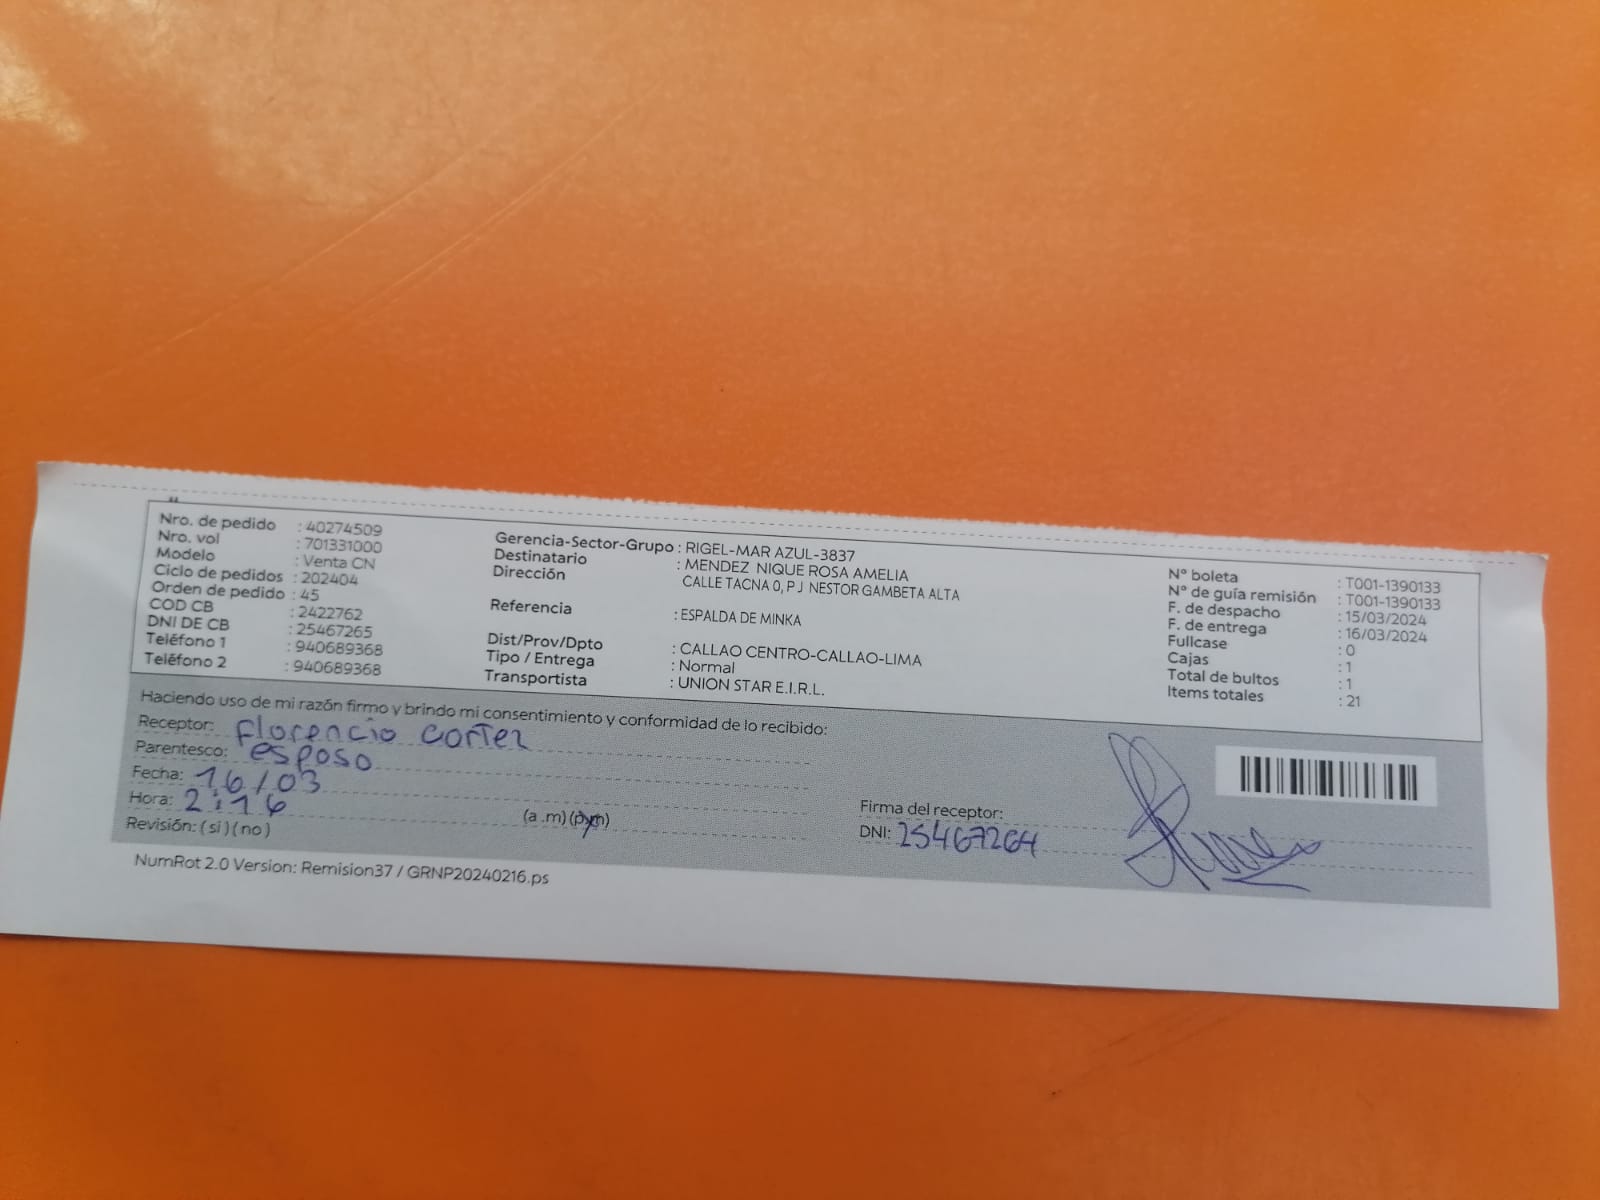 Nro. de pedido : 40274509
Nro. vol : 701331000
Modelo : Venta CN
Ciclo de pedidos : 202404
Orden de pedido : 45
COD CB : 2422762
DNI DE CB : 25467265
Teléfono 1 : 940689368
Teléfono 2 : 940689368
Gerencia-Sector-Grupo : RIGEL-MAR AZUL-3837
Destinatario : MENDEZ NIQUE ROSA AMELIA
Dirección CALLE TACNA 0, P J NESTOR GAMBETA ALTA
Referencia : ESPALDA DE MINKA
Dist/Prov/Dpto : CALLAO CENTRO-CALLAO-LIMA
Tipo / Entrega : Normal
Transportista : UNION STAR E.I.R.L.
N° boleta : T001-1390133
N° de guía remisión : T001-1390133
F. de despacho : 15/03/2024
F. de entrega : 16/03/2024
Fullcase : 0
Cajas : 1
Total de bultos : 1
Items totales : 21
Haciendo uso de mi razón firmo y brindo mi consentimiento y conformidad de lo recibido:
Receptor: florencio cortez
Parentesco: esposo
Fecha: 16/03
Hora: 2:16 (a .m) (p.m)
Revisión: ( si ) ( no )
Firma del receptor:
DNI: 25467264
NumRot 2.0 Version: Remision37 / GRNP20240216.ps